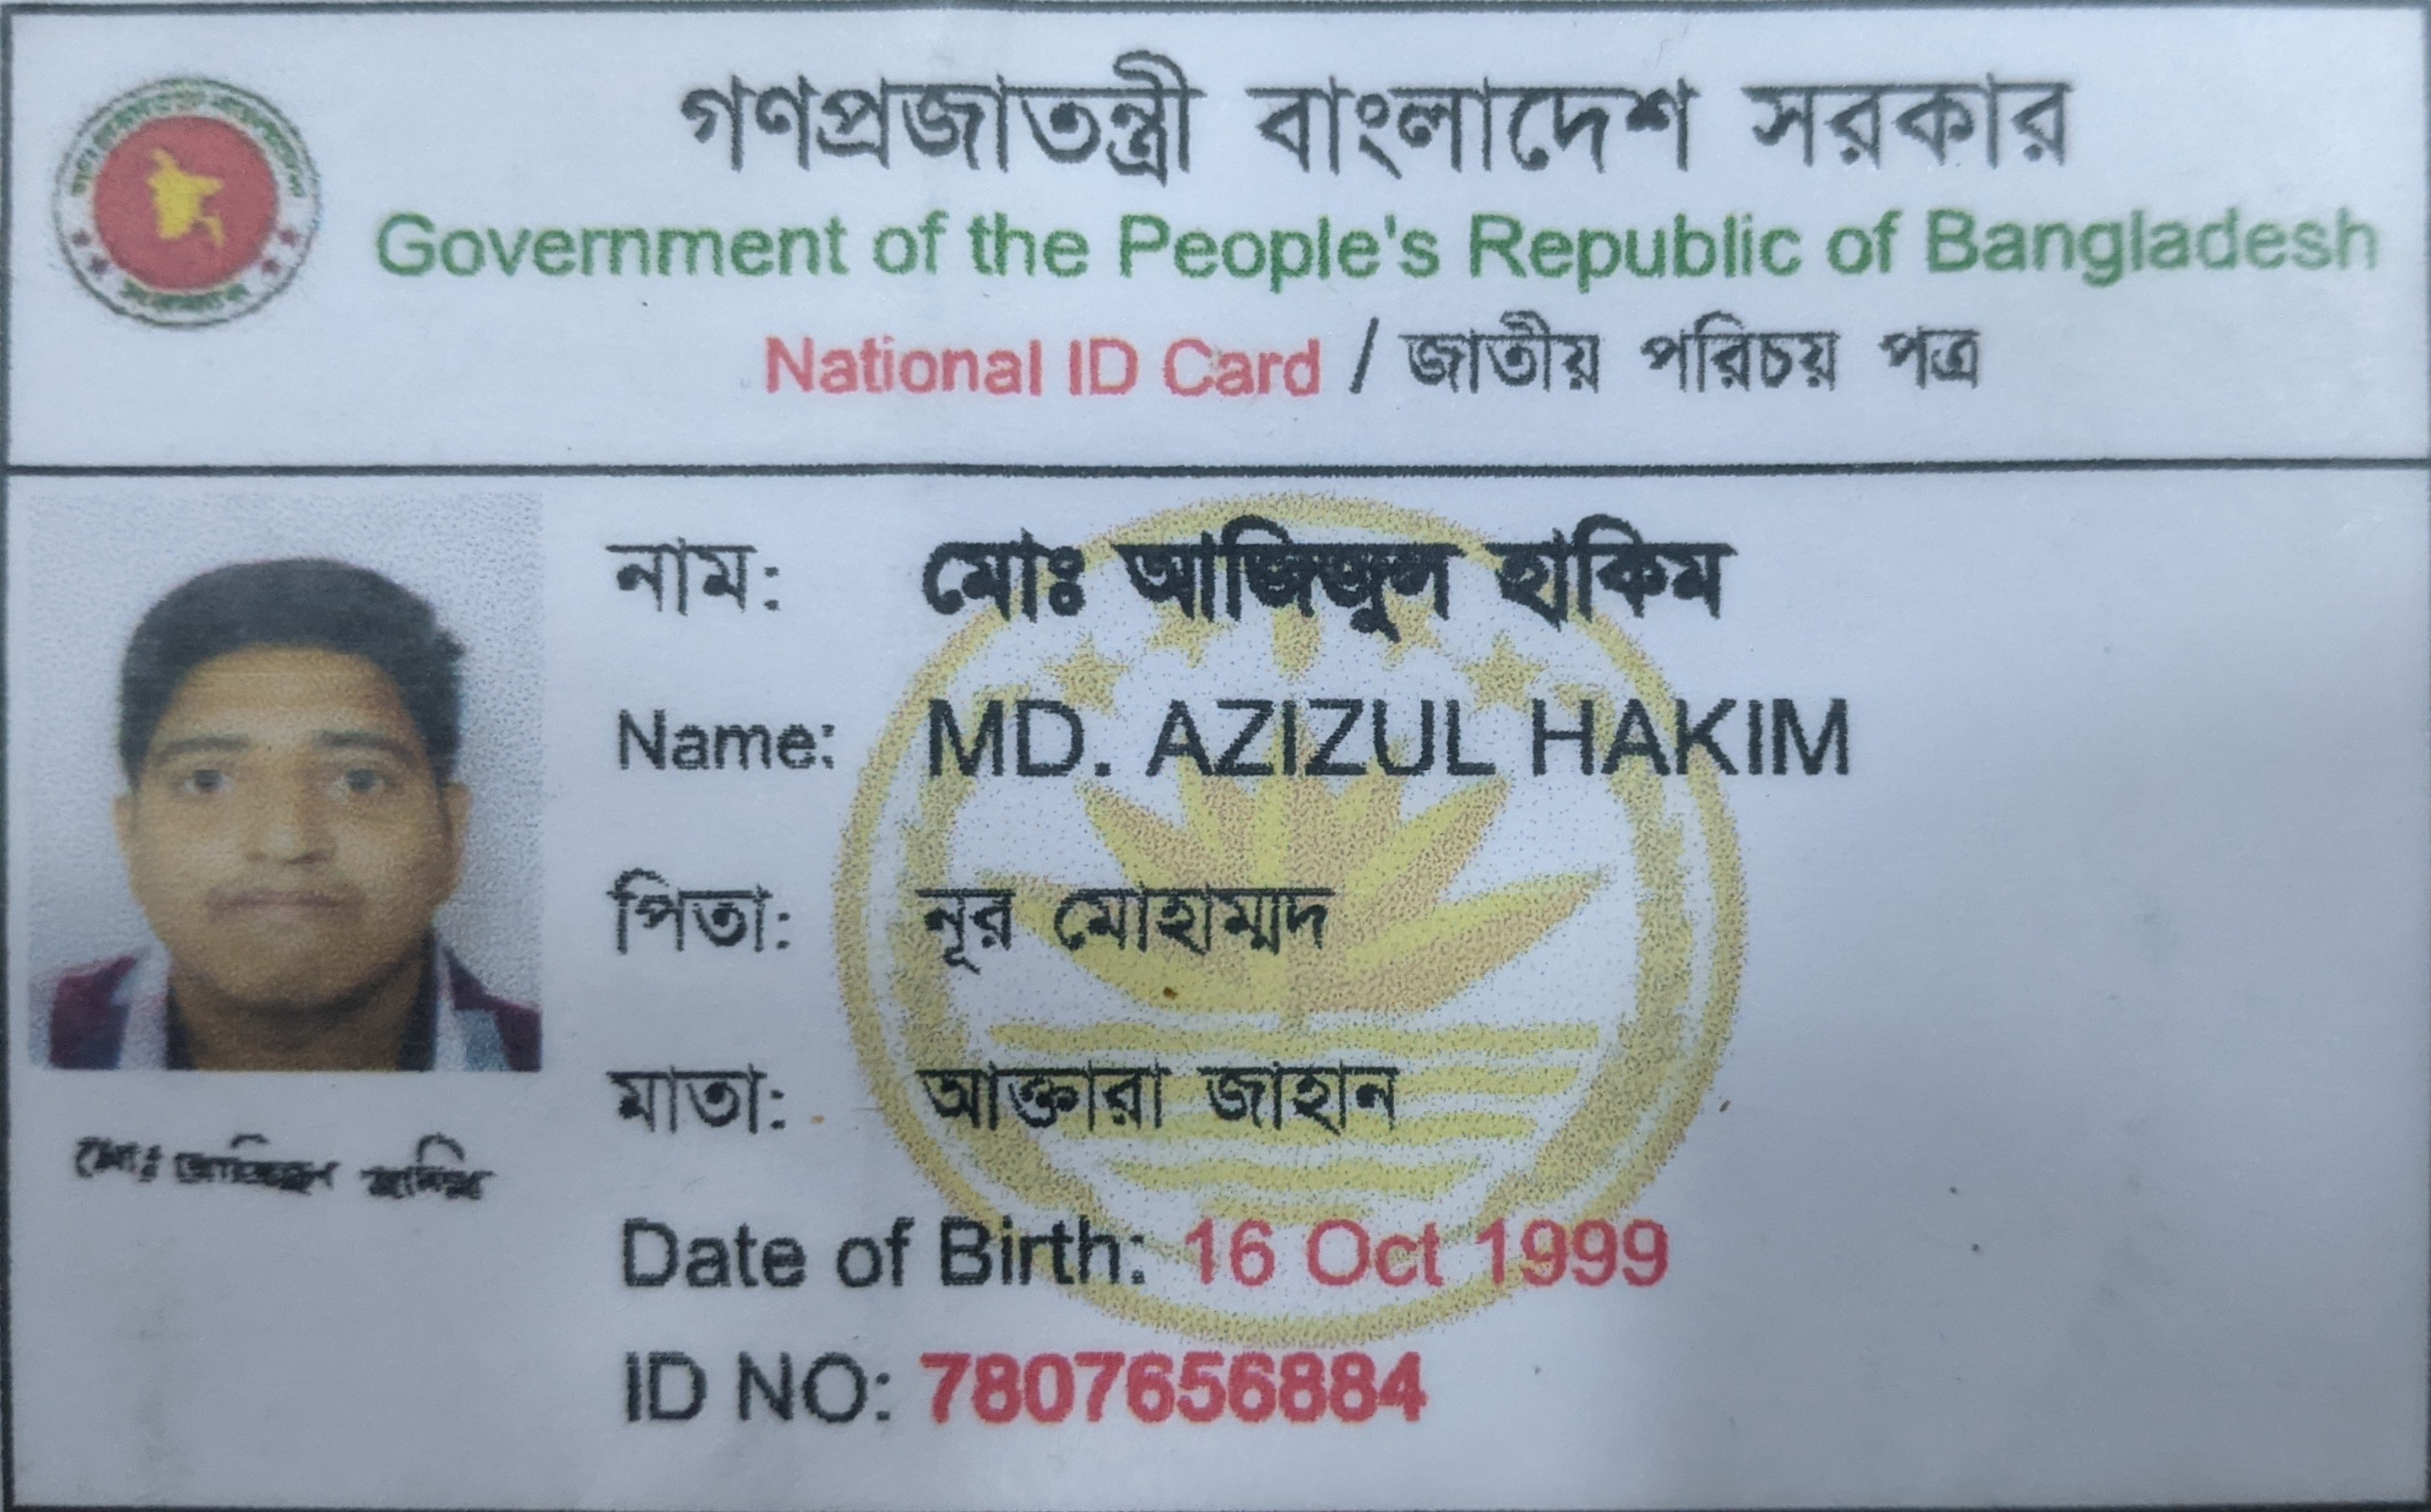 গণপ্রজাতন্ত্রী বাংলাদেশ সরকার
Government of the People's Republic of Bangladesh
National ID Card / জাতীয় পরিচয় পত্র
নাম: মোঃ আজিজুল হাকিম
Name: MD. AZIZUL HAKIM
পিতা: নূর মোহাম্মদ
মাতা: আক্তারা জাহান
মোঃ আজিজুল হাকিম
Date of Birth: 16 Oct 1999
ID NO: 7807656884